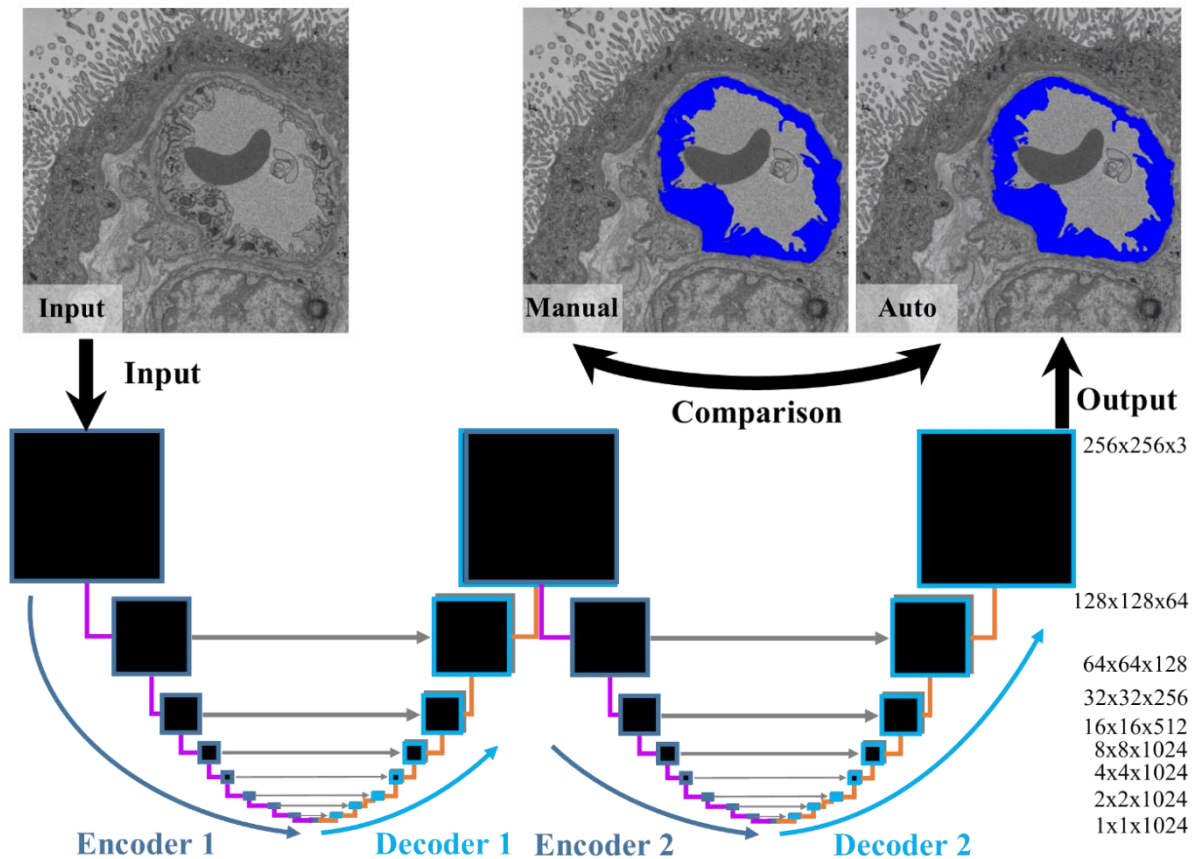 Input
Manual
Auto
Input
Comparison
Output
256x256x3
128x128x64
64x64x128
32x32x256
16x16x512
8x8x1024
4x4x1024
2x2x1024
1x1x1024
Encoder 1
Decoder 1
Encoder 2
Decoder 2